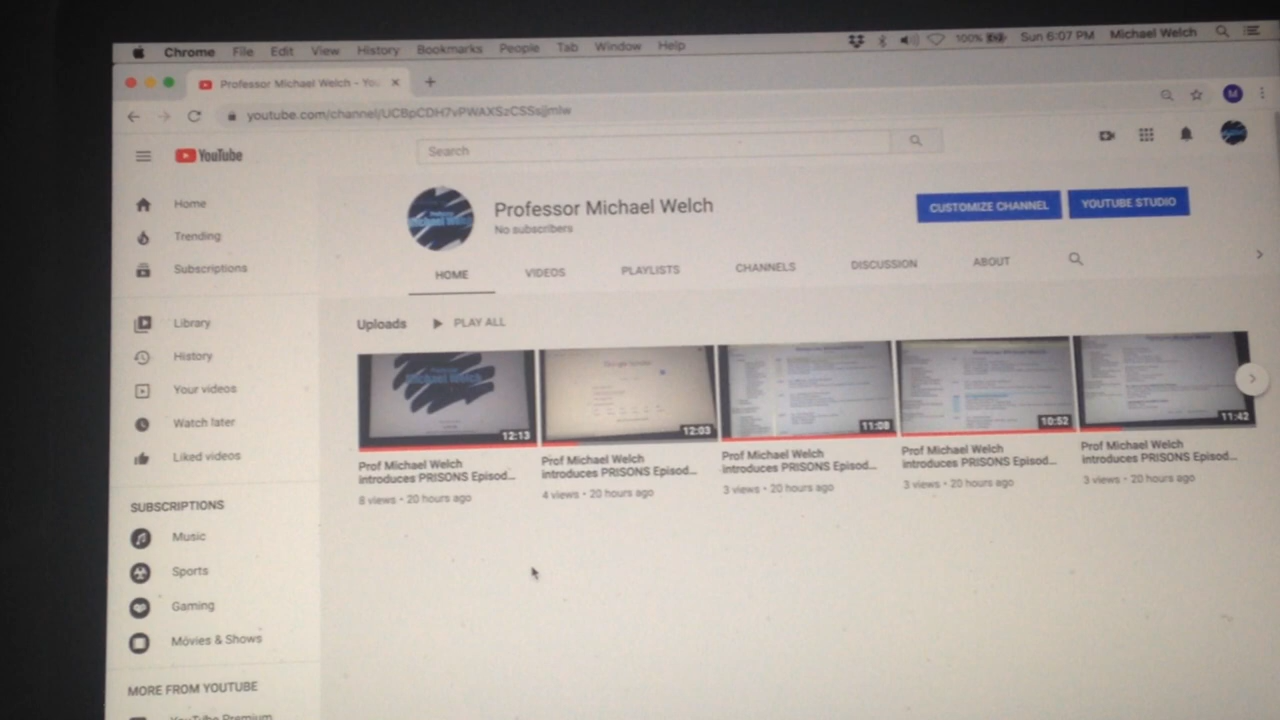 Chrome File Edit View History Bookmarks People Tab Window Help 100% Sun 6:07 PM Michael Welch
Professor Michael Welch - You
youtube.com/channel/
YouTube
Search
M
Home
Trending
Subscriptions
Library
History
Your videos
Watch later
Liked videos
SUBSCRIPTIONS
Music
Sports
Gaming
Movies & Shows
MORE FROM YOUTUBE
YouTube Premium
Professor Michael Welch
No subscribers
CUSTOMIZE CHANNEL YOUTUBE STUDIO
HOME VIDEOS PLAYLISTS CHANNELS DISCUSSION ABOUT
Uploads PLAY ALL
Michael Welch
12:13 12:03 11:08 10:52 11:42
Prof Michael Welch
introduces PRISONS Episod...
8 views • 20 hours ago
Prof Michael Welch
introduces PRISONS Episod...
4 views • 20 hours ago
Prof Michael Welch
introduces PRISONS Episod...
3 views • 20 hours ago
Prof Michael Welch
introduces PRISONS Episod...
3 views • 20 hours ago
Prof Michael Welch
introduces PRISONS Episod...
3 views • 20 hours ago